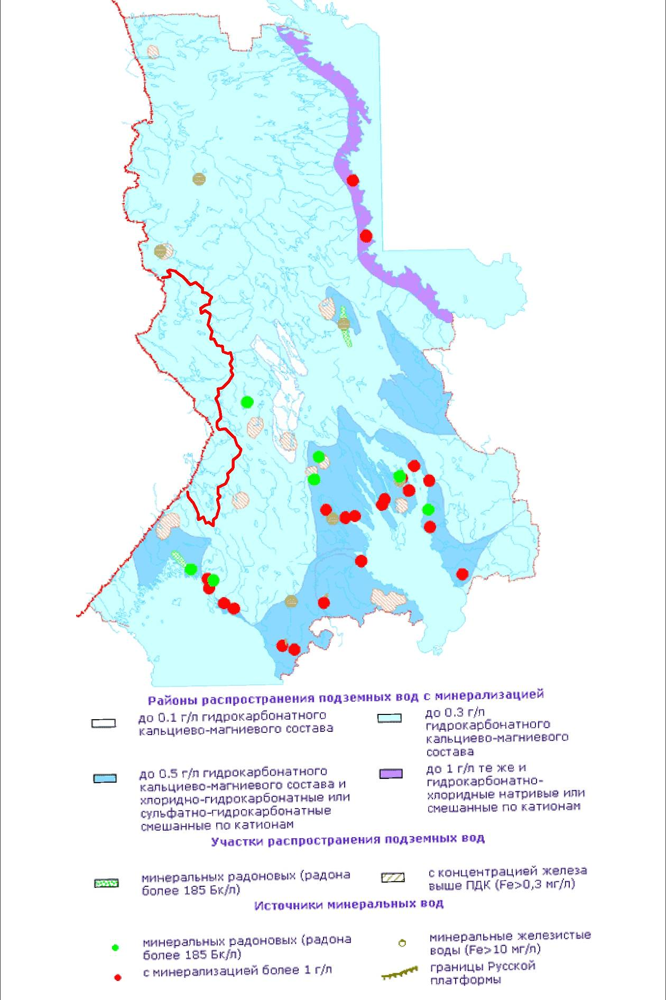 Районы распространения подземных вод с минерализацией
до 0.1 г/л гидрокарбонатного
кальциево-магниевого состава
до 0.3 г/л
гидрокарбонатного
кальциево-магниевого
состава
до 0.5 г/л гидрокарбонатного
кальциево-магниевого состава и
хлоридно-гидрокарбонатные или
сульфатно-гидрокарбонатные
смешанные по катионам
до 1 г/л те же и
гидрокарбонатно-
хлоридные натривые или
смешанные по катионам
Участки распространения подземных вод
минеральных радоновых (радона
более 185 Бк/л)
с концентрацией железа
выше ПДК (Fe>0,3 мг/л)
Источники минеральных вод
минеральных радоновых (радона
более 185 Бк/л)
с минерализацией более 1 г/л
минеральные железистые
воды (Fe>10 мг/л)
границы Русской
платформы